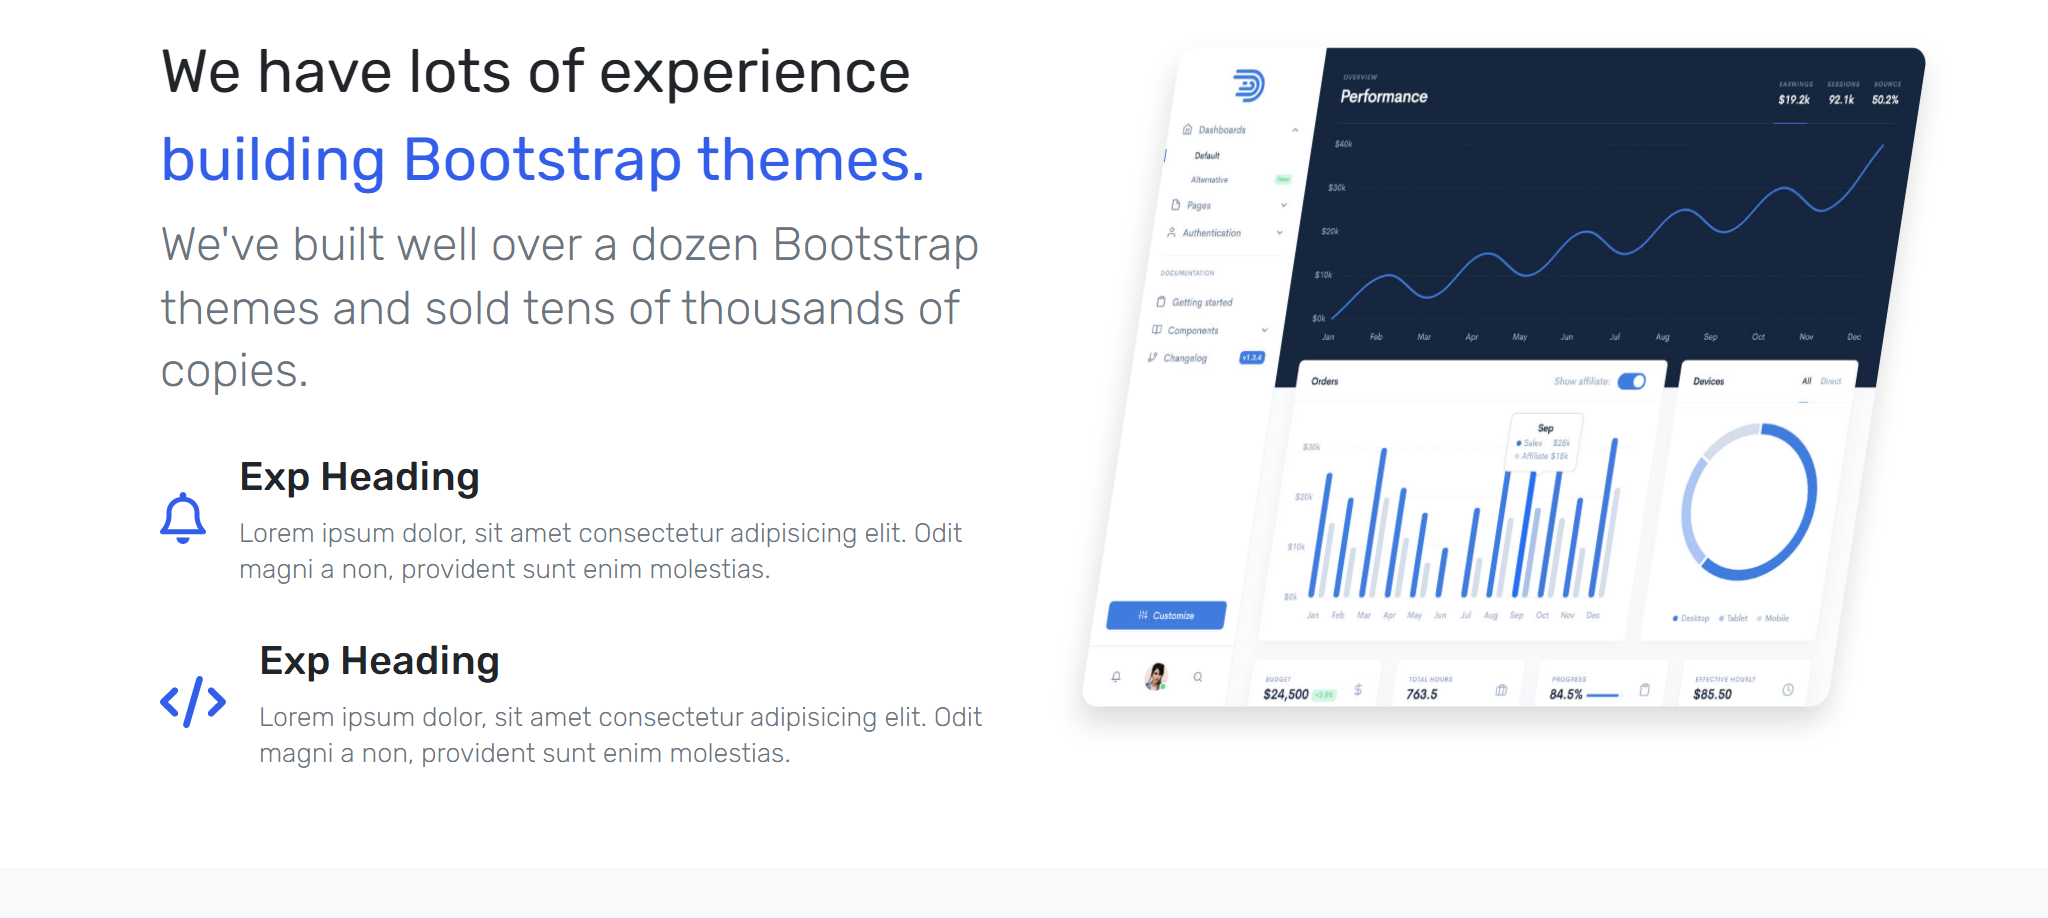 We have lots of experience
building Bootstrap themes.
We've built well over a dozen Bootstrap
themes and sold tens of thousands of
copies.
Exp Heading
Lorem ipsum dolor, sit amet consectetur adipisicing elit. Odit
magni a non, provident sunt enim molestias.
Exp Heading
Lorem ipsum dolor, sit amet consectetur adipisicing elit. Odit
magni a non, provident sunt enim molestias.
Dashboards
Default
Alternative New
Pages
Authentication
DOCUMENTATION
Getting started
Components
Changelog v1.3.4
Customize
OVERVIEW
Performance
EARNINGS SESSIONS BOUNCE
$19.2k 92.1k 50.2%
$40k
$30k
$20k
$10k
$0k
Jan Feb Mar Apr May Jun Jul Aug Sep Oct Nov Dec
Orders Show affiliate:
Sep
Sales $28k
Affiliate $18k
$30k
$20k
$10k
$0k
Jan Feb Mar Apr May Jun Jul Aug Sep Oct Nov Dec
Devices All Direct
Desktop Tablet Mobile
BUDGET
$24,500
TOTAL HOURS
763.5
PROGRESS
84.5%
EFFECTIVE HOURLY
$85.50